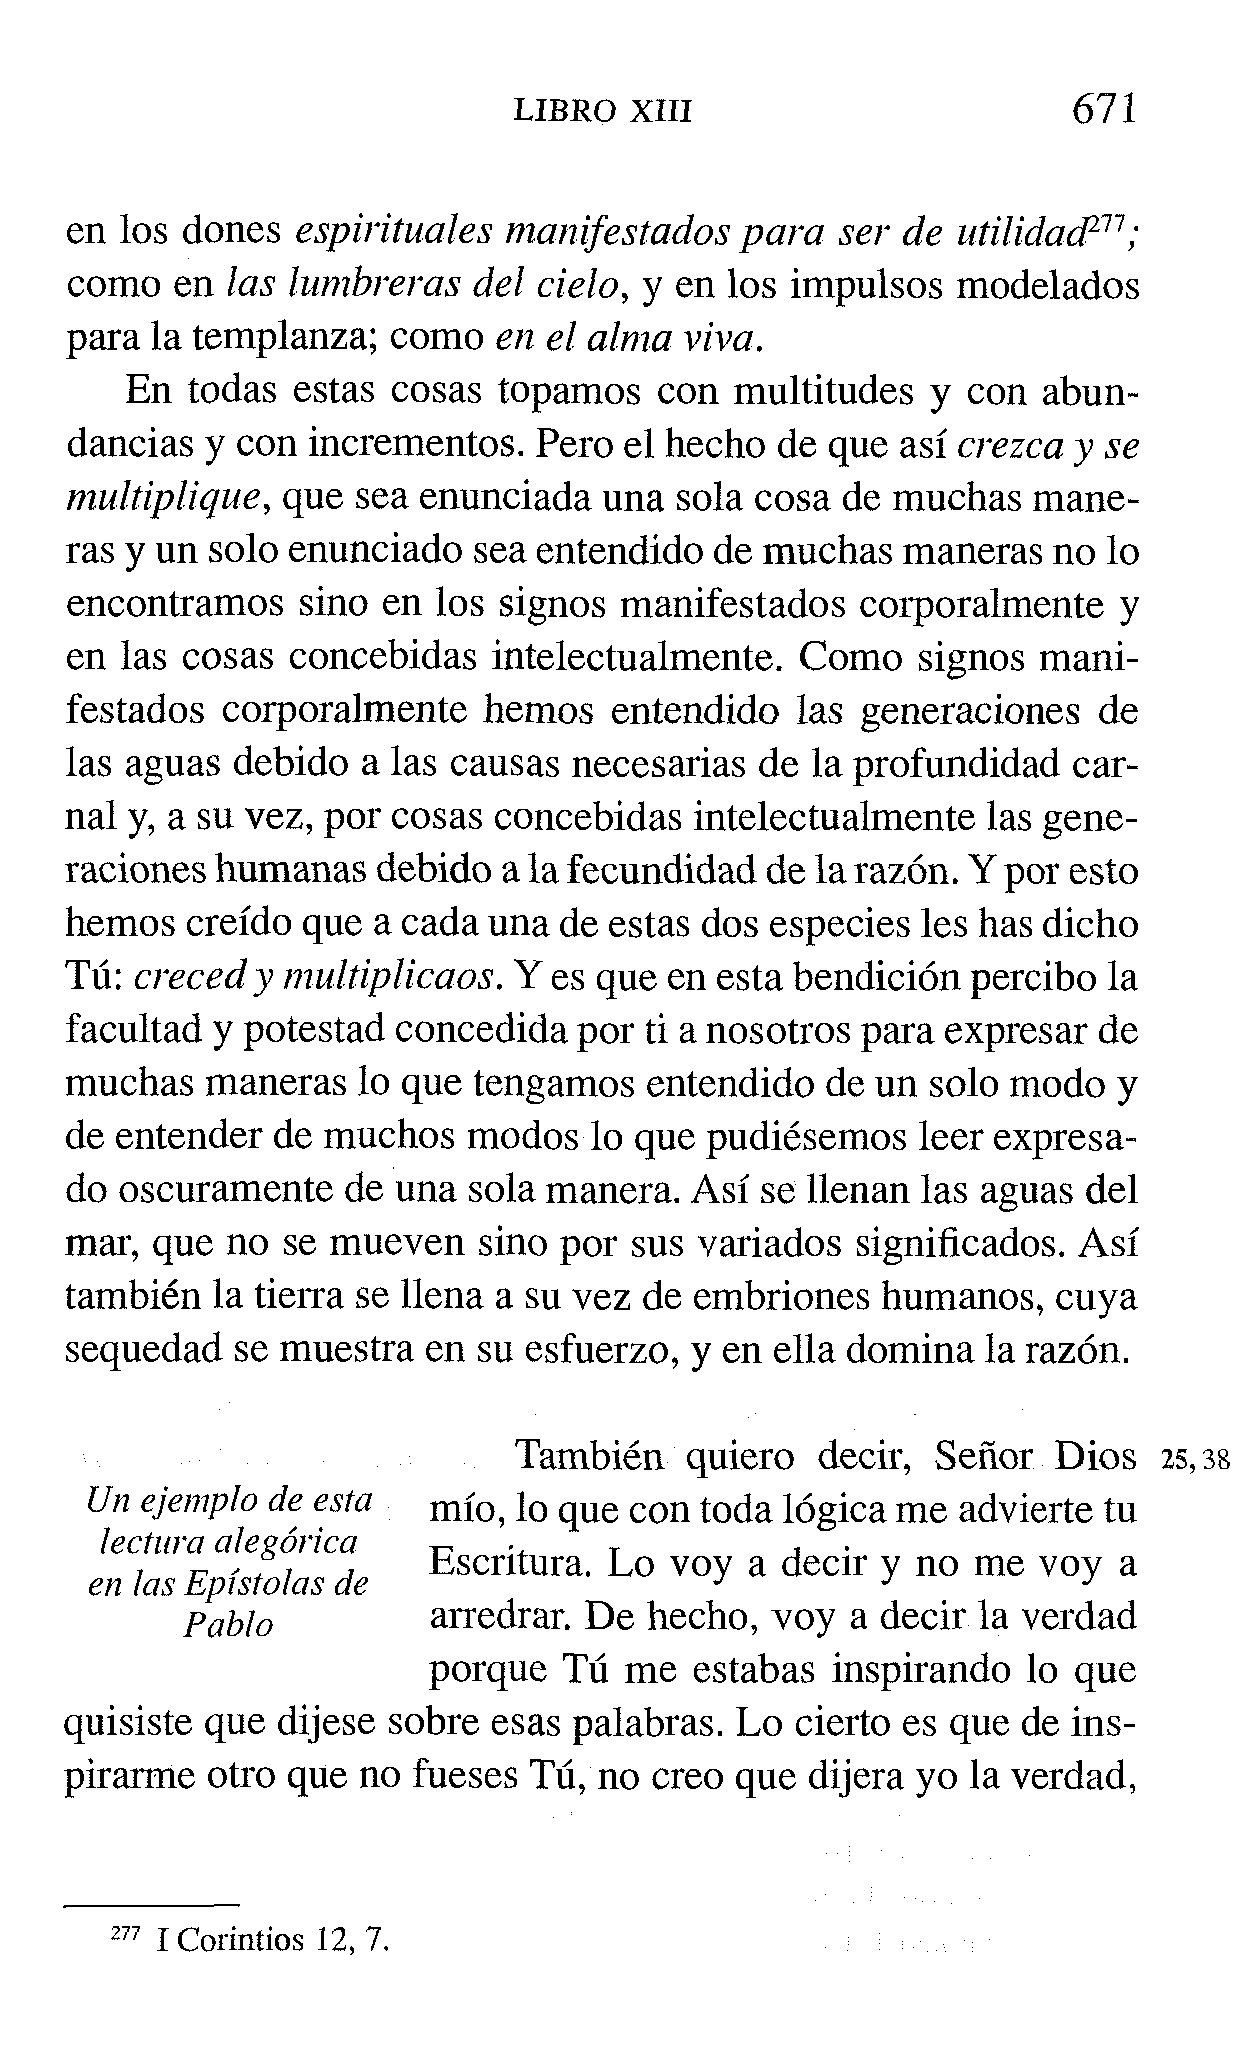 LIBRO XIII 671
en los dones espirituales manifestados para ser de utilidad²⁷⁷;
como en las lumbreras del cielo, y en los impulsos modelados
para la templanza; como en el alma viva.
En todas estas cosas topamos con multitudes y con abun-
dancias y con incrementos. Pero el hecho de que así crezca y se
multiplique, que sea enunciada una sola cosa de muchas mane-
ras y un solo enunciado sea entendido de muchas maneras no lo
encontramos sino en los signos manifestados corporalmente y
en las cosas concebidas intelectualmente. Como signos mani-
festados corporalmente hemos entendido las generaciones de
las aguas debido a las causas necesarias de la profundidad car-
nal y, a su vez, por cosas concebidas intelectualmente las gene-
raciones humanas debido a la fecundidad de la razón. Y por esto
hemos creído que a cada una de estas dos especies les has dicho
Tú: creced y multiplicaos. Y es que en esta bendición percibo la
facultad y potestad concedida por ti a nosotros para expresar de
muchas maneras lo que tengamos entendido de un solo modo y
de entender de muchos modos lo que pudiésemos leer expresa-
do oscuramente de una sola manera. Así se llenan las aguas del
mar, que no se mueven sino por sus variados significados. Así
también la tierra se llena a su vez de embriones humanos, cuya
sequedad se muestra en su esfuerzo, y en ella domina la razón.
Un ejemplo de esta
lectura alegórica
en las Epístolas de
Pablo
También quiero decir, Señor Dios 25, 38
mío, lo que con toda lógica me advierte tu
Escritura. Lo voy a decir y no me voy a
arredrar. De hecho, voy a decir la verdad
porque Tú me estabas inspirando lo que
quisiste que dijese sobre esas palabras. Lo cierto es que de ins-
pirarme otro que no fueses Tú, no creo que dijera yo la verdad,
²⁷⁷ I Corintios 12, 7.